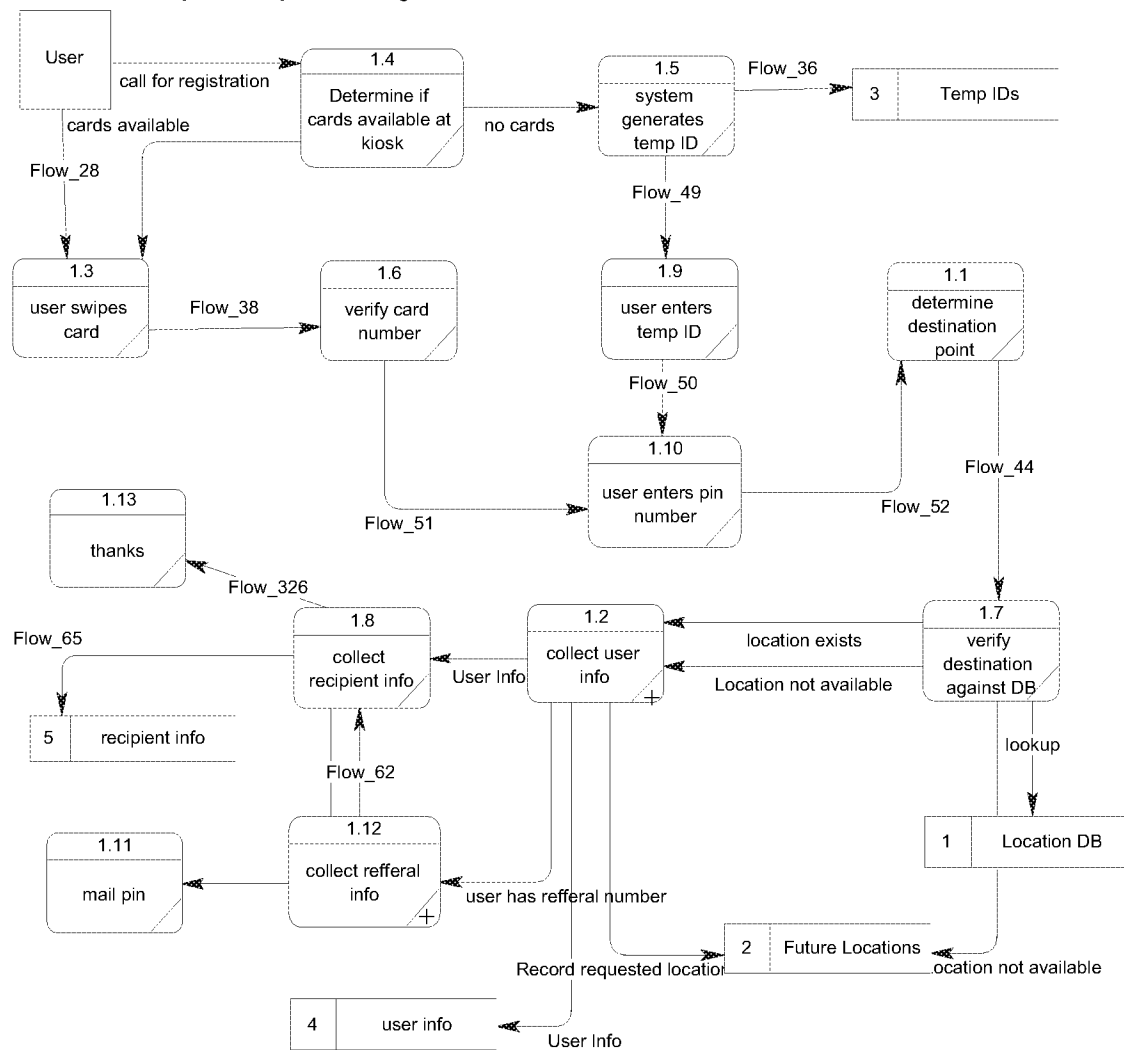 User
call for registration
1.4
Determine if
cards available at
kiosk
no cards
1.5
system
generates
temp ID
Flow_36
3
Temp IDs
cards available
Flow_28
Flow_49
1.3
user swipes
card
Flow_38
1.6
verify card
number
1.9
user enters
temp ID
1.1
determine
destination
point
Flow_50
1.10
user enters pin
number
Flow_44
Flow_51
Flow_52
1.13
thanks
Flow_326
Flow_65
1.8
collect
recipient info
User Info
1.2
collect user
info
+
location exists
Location not available
1.7
verify
destination
against DB
5
recipient info
Flow_62
lookup
1
Location DB
1.11
mail pin
1.12
collect refferal
info
+
user has refferal number
2
Future Locations
Record requested location
ocation not available
4
user info
User Info